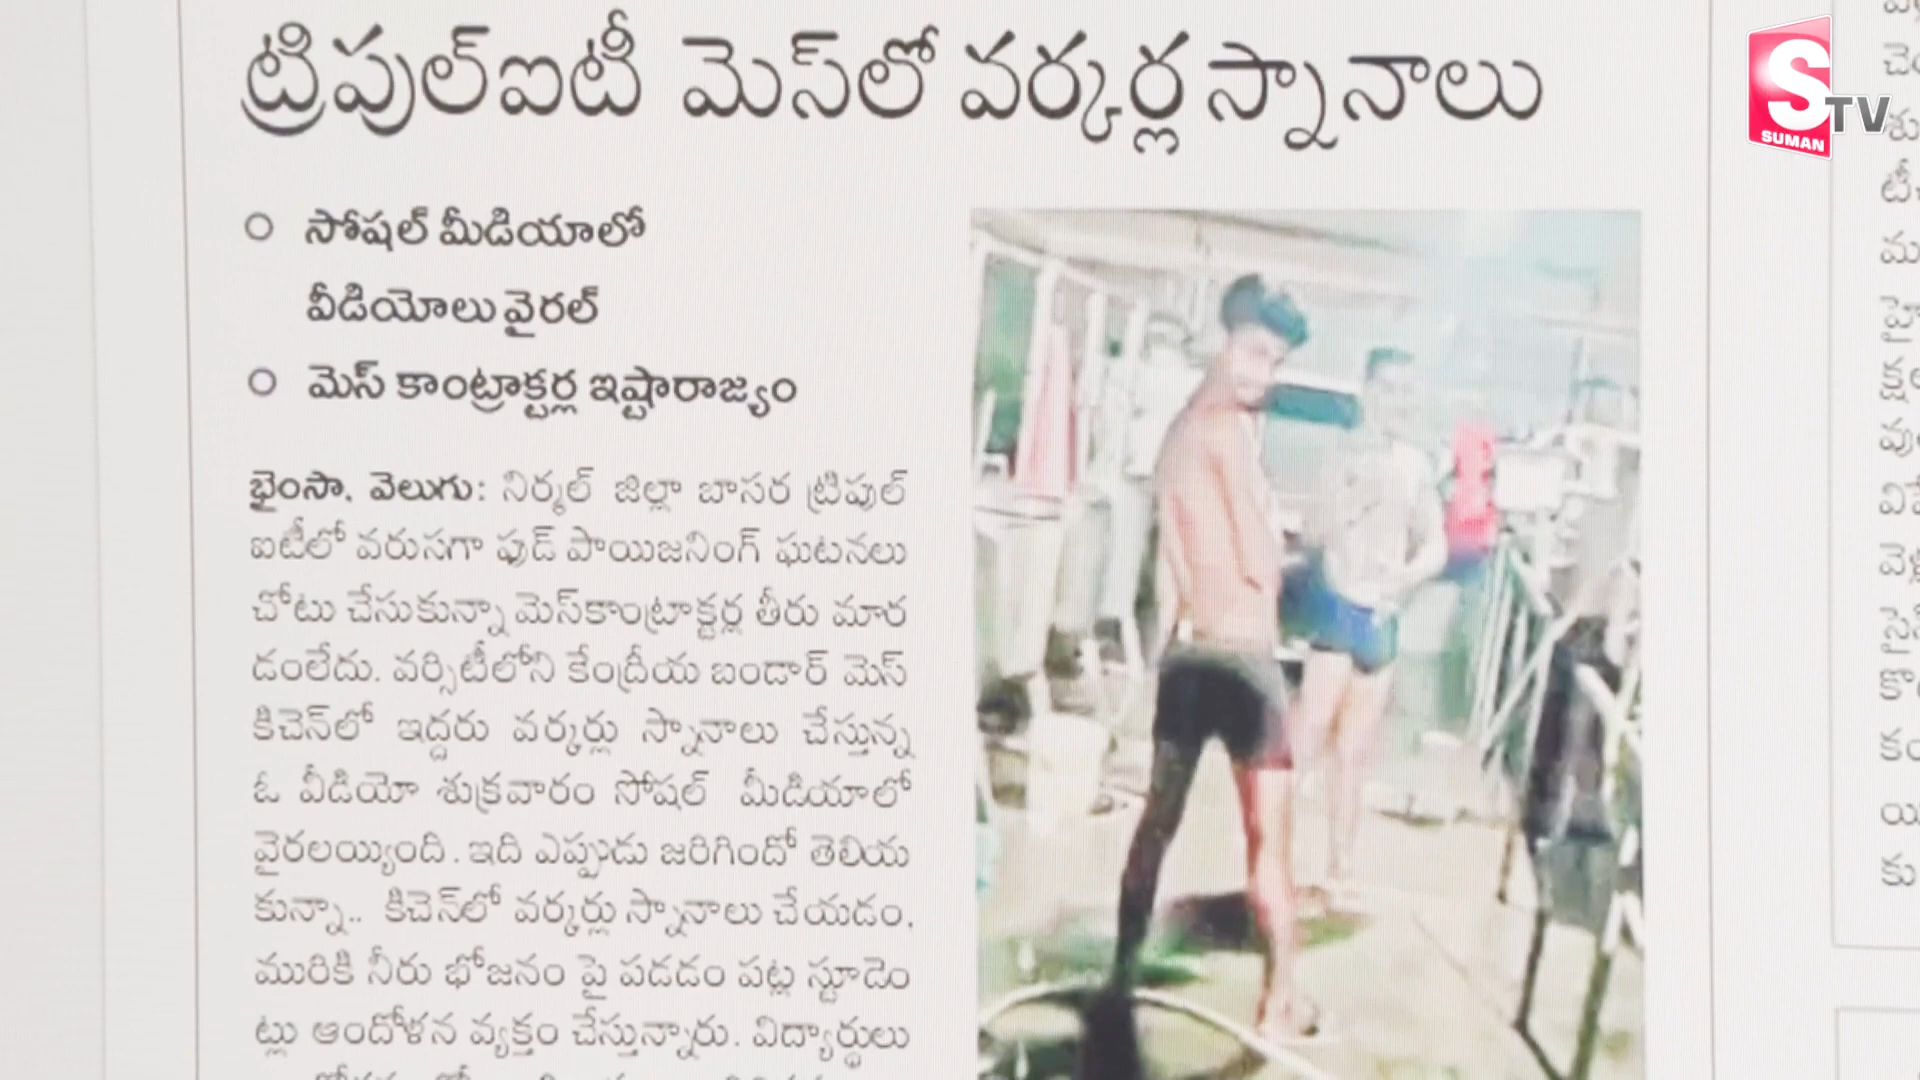 ట్రిపుల్ఐటీ మెస్‌లో వర్కర్ల స్నానాలు
సోషల్ మీడియాలో
వీడియోలు వైరల్
మెస్ కాంట్రాక్టర్ల ఇష్టారాజ్యం
భైంసా, వెలుగు: నిర్మల్ జిల్లా బాసర ట్రిపుల్
ఐటీలో వరుసగా ఫుడ్ పాయిజనింగ్ ఘటనలు
చోటు చేసుకున్నా మెస్‌కాంట్రాక్టర్ల తీరు మార
డంలేదు. వర్సిటీలోని కేంద్రీయ బండార్ మెస్
కిచెన్‌లో ఇద్దరు వర్కర్లు స్నానాలు చేస్తున్న
ఓ వీడియో శుక్రవారం సోషల్ మీడియాలో
వైరలయ్యింది. ఇది ఎప్పుడు జరిగిందో తెలియ
కున్నా.. కిచెన్‌లో వర్కర్లు స్నానాలు చేయడం,
మురికి నీరు భోజనం పై పడడం పట్ల స్టూడెం
ట్లు ఆందోళన వ్యక్తం చేస్తున్నారు. విద్యార్థులు
S TV
SUMAN